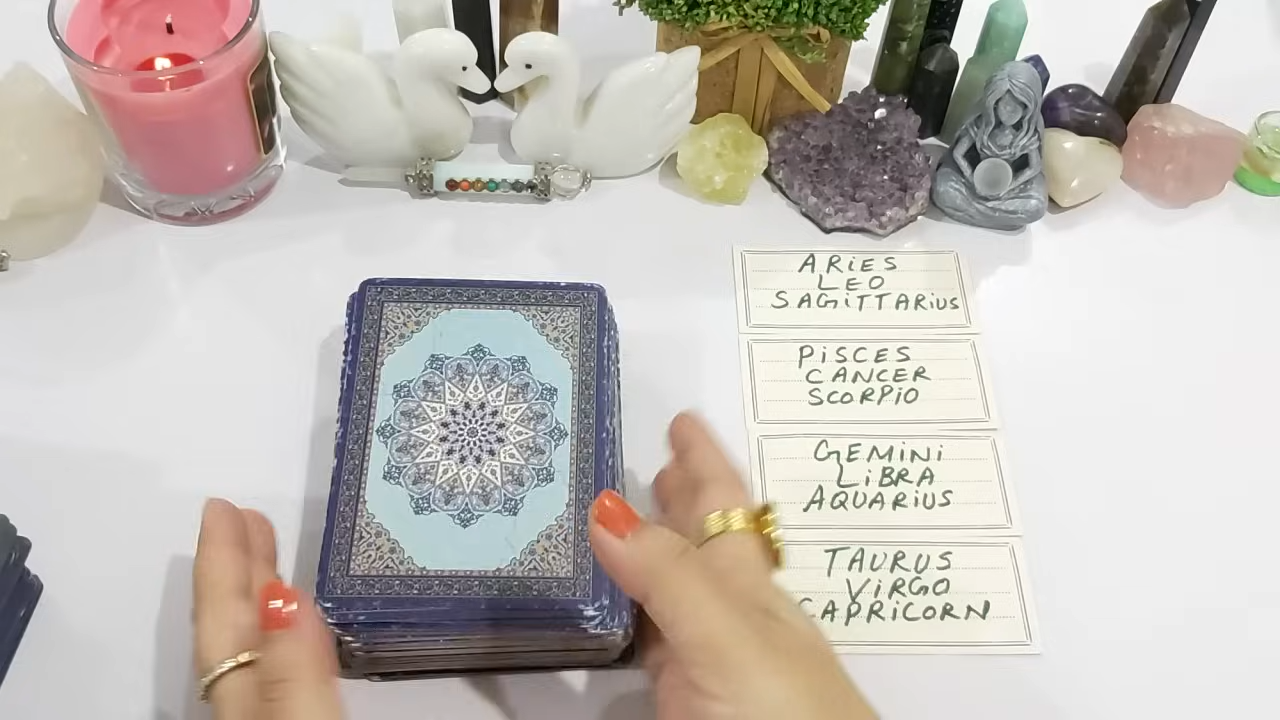 ARiES
LEO
SAGiTTARiUS
PiSCES
CANCER
SCORPiO
GEMiNi
LiBRA
AQUARiUS
TAURUS
ViRGO
CAPRiCORN